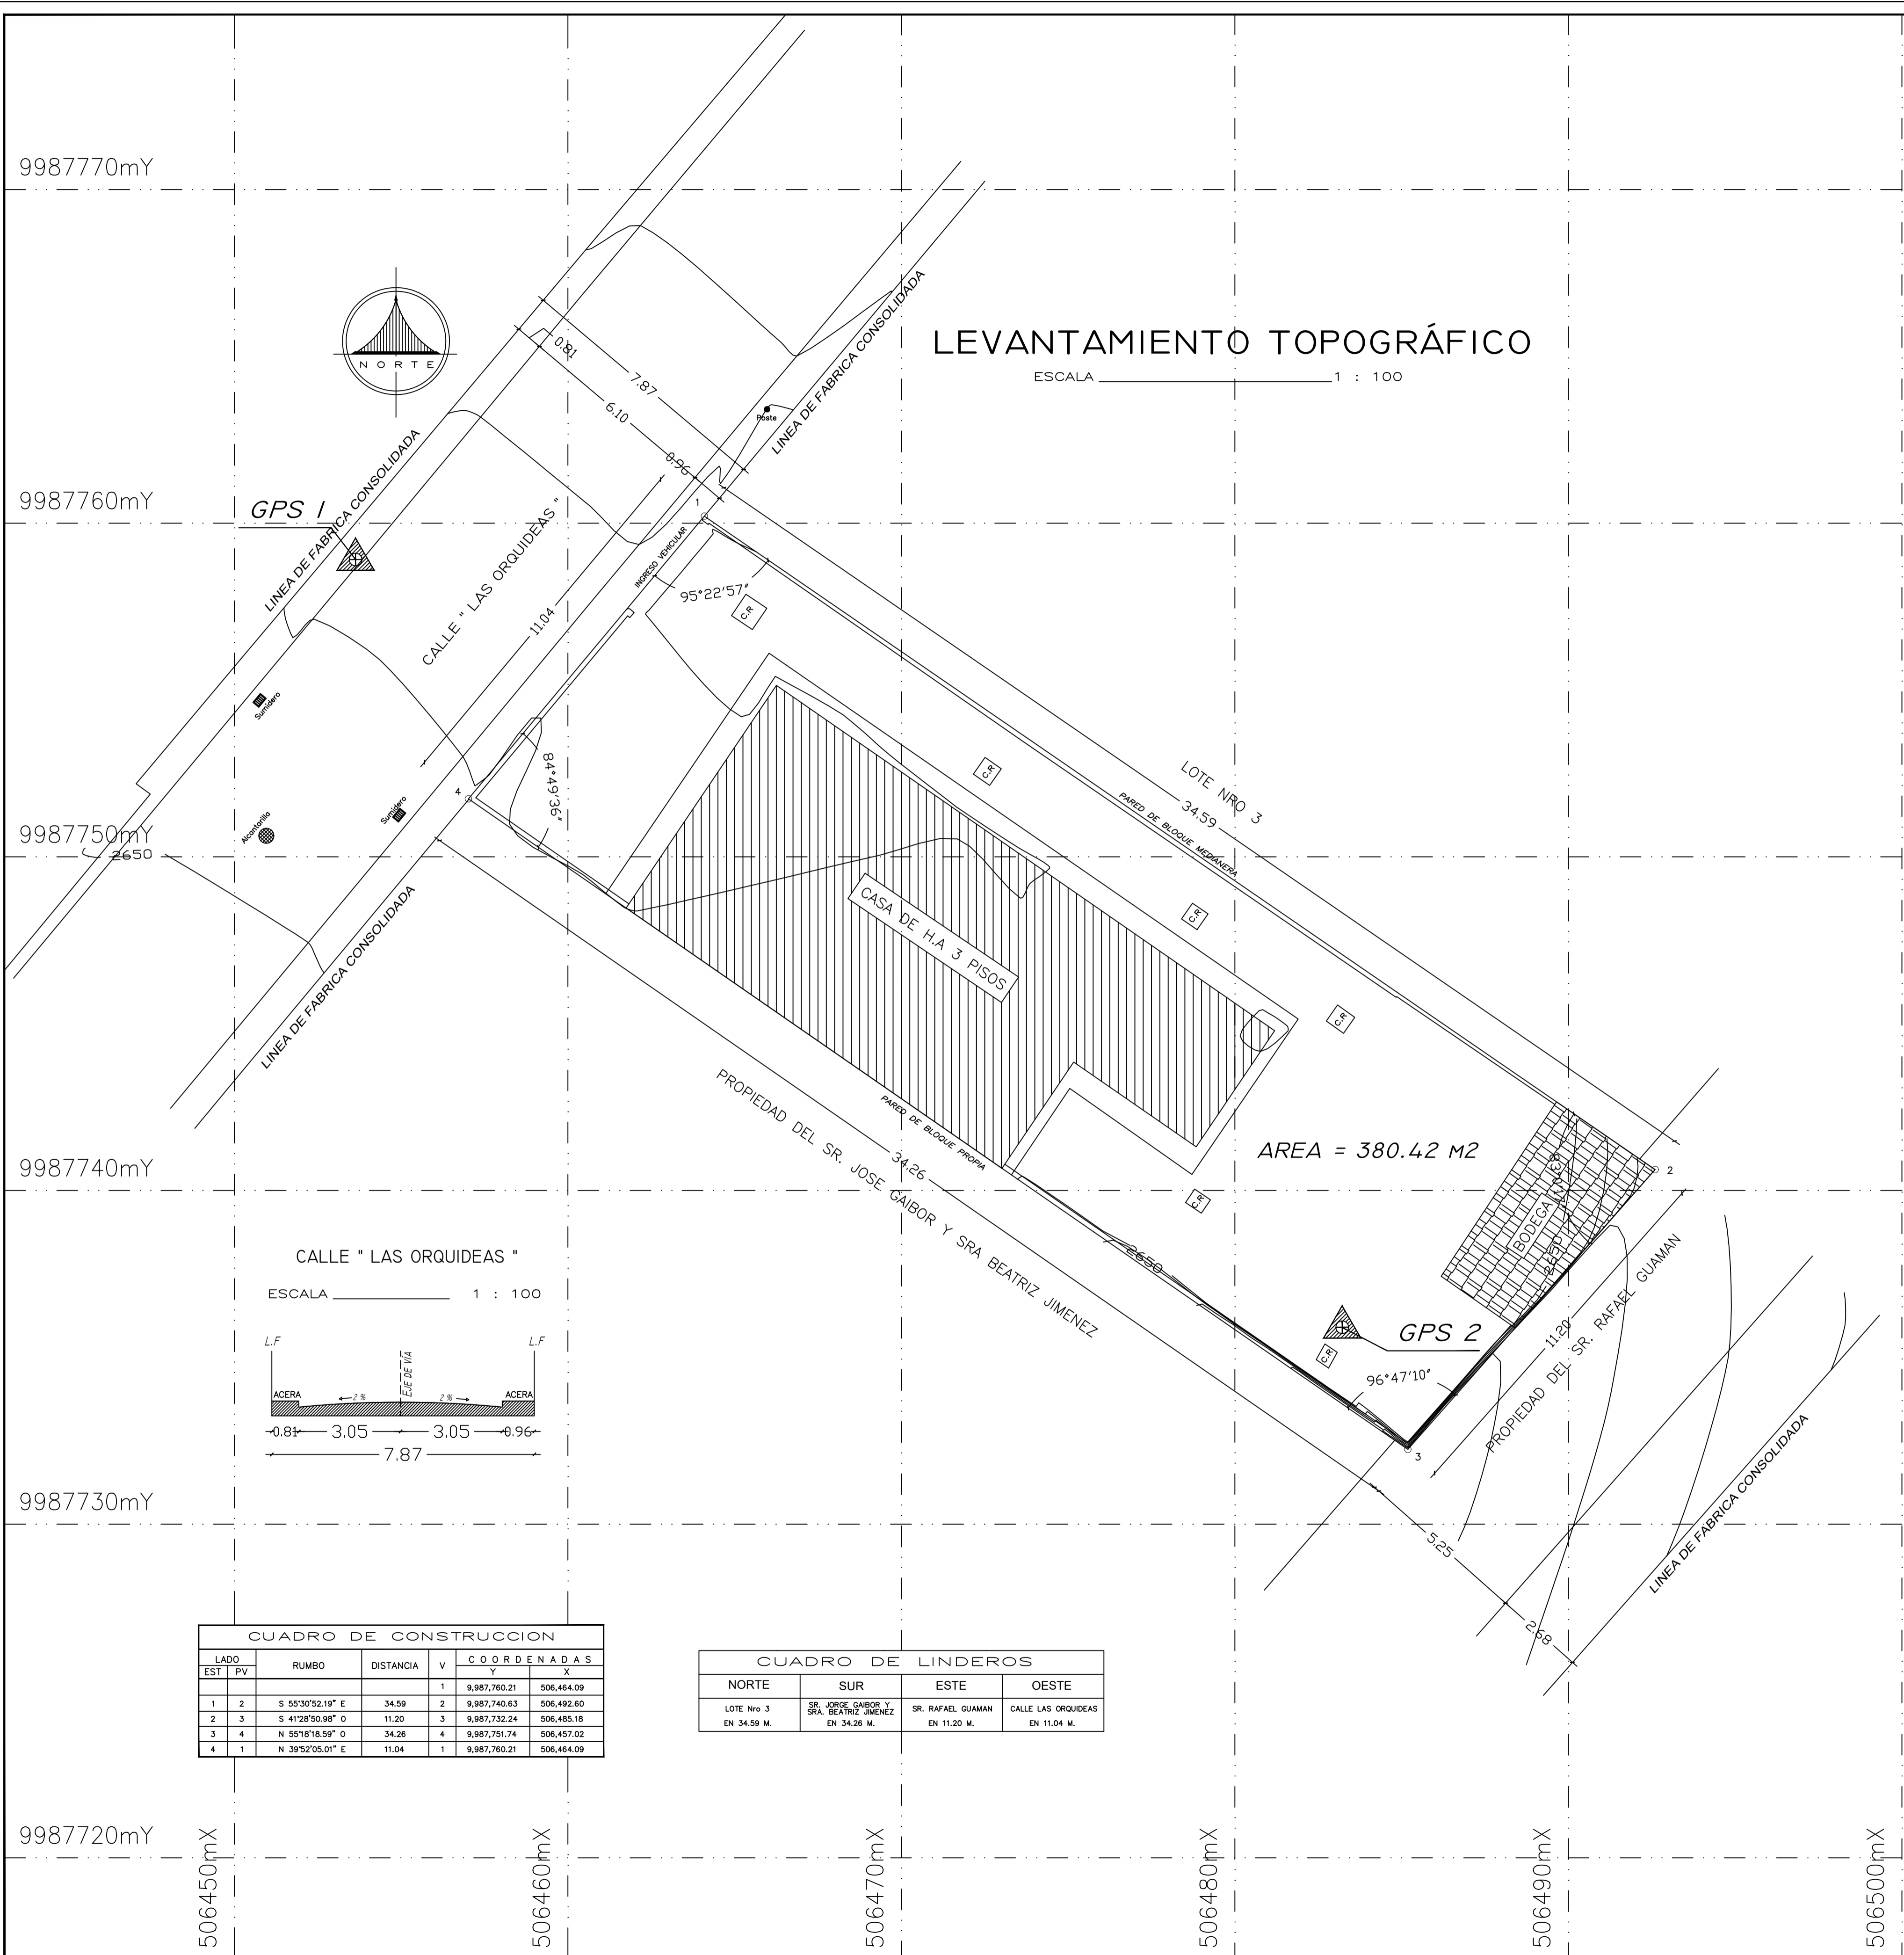 9987770mY
NORTE
LEVANTAMIENTO TOPOGRÁFICO
ESCALA 1 : 100
0.81
7.87
6.10
0.96
LINEA DE FABRICA CONSOLIDADA
Poste
LINEA DE FABRICA CONSOLIDADA
9987760mY
GPS 1
CALLE " LAS ORQUIDEAS "
1
INGRESO VEHICULAR
95°22'57"
C.R
11.04
Sumidero
84°49'36"
4
C.R
LOTE NRO 3
34.59
PARED DE BLOQUE MEDIANERA
Sumidero
Alcantarilla
9987750mY
2650
CASA DE H.A 3 PISOS
C.R
LINEA DE FABRICA CONSOLIDADA
C.R
PROPIEDAD DEL SR. JOSE GAIBOR Y SRA BEATRIZ JIMENEZ
PARED DE BLOQUE PROPIA
34.26
AREA = 380.42 M2
9987740mY
2
C.R
BODEGA
2650
2650
GPS 2
C.R
96°47'10"
11.20
PROPIEDAD DEL SR. RAFAEL GUAMAN
3
LINEA DE FABRICA CONSOLIDADA
5.25
2.68
CALLE " LAS ORQUIDEAS "
ESCALA 1 : 100
L.F
L.F
EJE DE VIA
ACERA
2 %
2 %
ACERA
0.81 3.05 3.05 0.96
7.87
9987730mY
CUADRO DE CONSTRUCCION
LADO RUMBO DISTANCIA V COORDENADAS
EST PV Y X
1 9,987,760.21 506,464.09
1 2 S 55°30'52.19" E 34.59 2 9,987,740.63 506,492.60
2 3 S 41°28'50.98" O 11.20 3 9,987,732.24 506,485.18
3 4 N 55°18'18.59" O 34.26 4 9,987,751.74 506,457.02
4 1 N 39°52'05.01" E 11.04 1 9,987,760.21 506,464.09
CUADRO DE LINDEROS
NORTE SUR ESTE OESTE
LOTE Nro 3 SR. JORGE GAIBOR Y SRA. BEATRIZ JIMENEZ SR. RAFAEL GUAMAN CALLE LAS ORQUIDEAS
EN 34.59 M. EN 34.26 M. EN 11.20 M. EN 11.04 M.
9987720mY
506450mX
506460mX
506470mX
506480mX
506490mX
506500mX